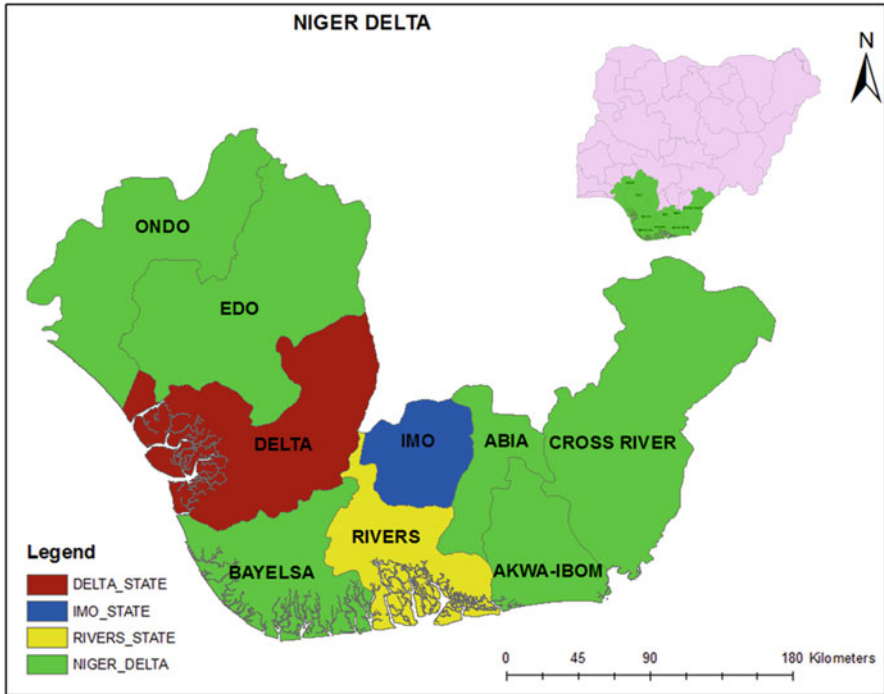 NIGER DELTA
N
ONDO
EDO
DELTA
IMO
ABIA
CROSS RIVER
RIVERS
BAYELSA
AKWA-IBOM
Legend
DELTA_STATE
IMO_STATE
RIVERS_STATE
NIGER_DELTA
0 45 90 180 Kilometers